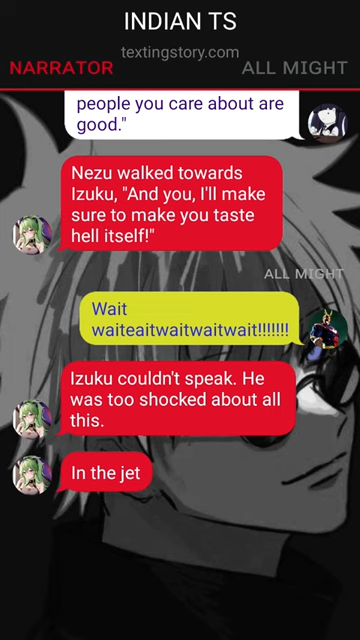 INDIAN TS
textingstory.com
NARRATOR
ALL MIGHT
people you care about are
good."
Nezu walked towards
Izuku, "And you, I'll make
sure to make you taste
hell itself!"
ALL MIGHT
Wait
waiteaitwaitwaitwait!!!!!!!
Izuku couldn't speak. He
was too shocked about all
this.
In the jet